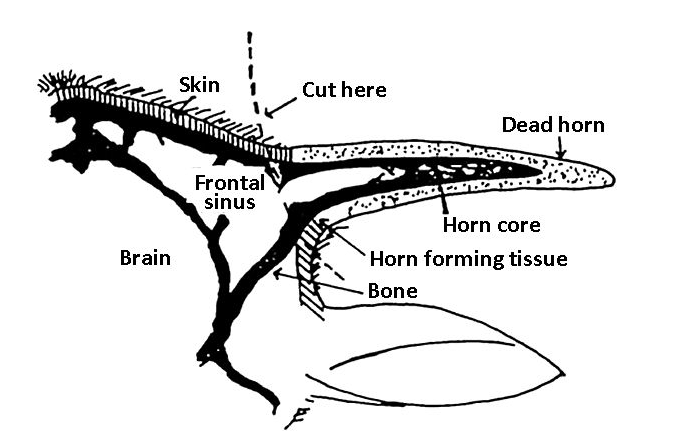 Skin
Cut here
Dead horn
Frontal
sinus
Horn core
Brain
Horn forming tissue
Bone